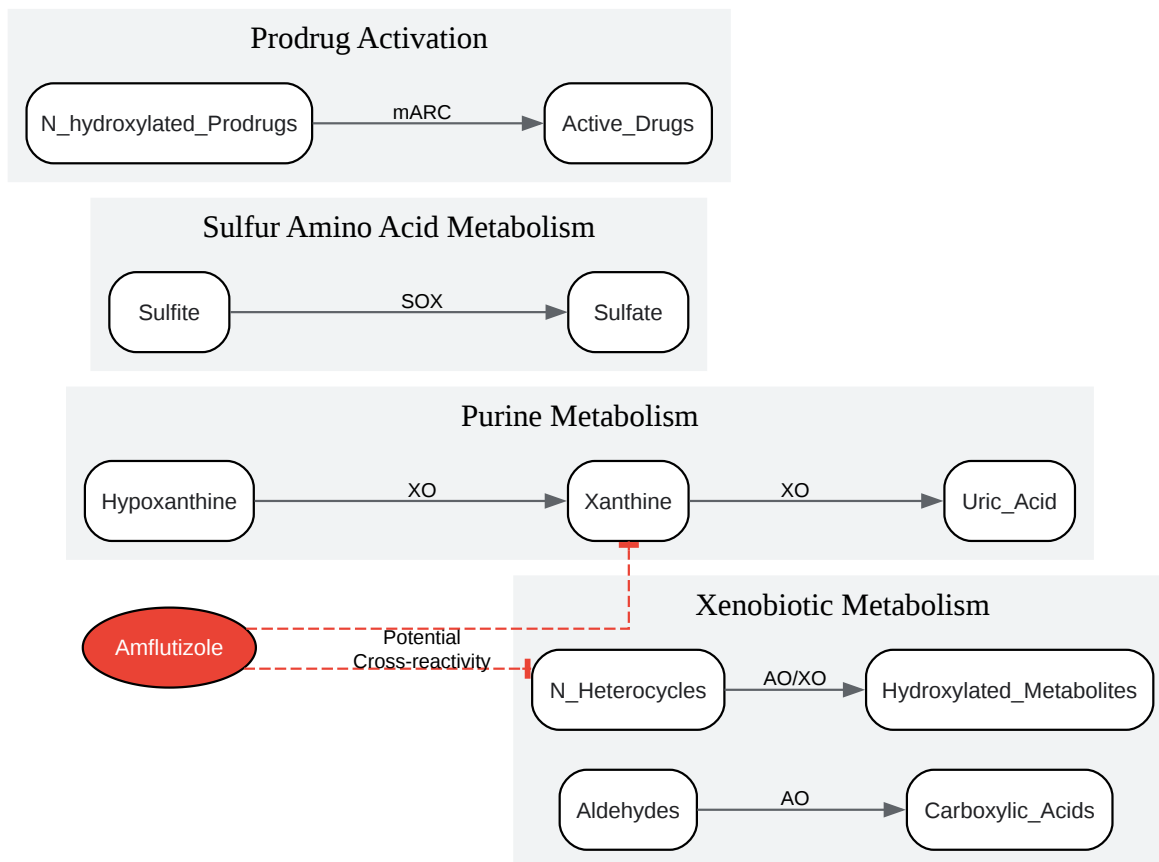 Prodrug Activation
N_hydroxylated_Prodrugs
mARC
Active_Drugs
Sulfur Amino Acid Metabolism
Sulfite
SOX
Sulfate
Purine Metabolism
Hypoxanthine
XO
Xanthine
XO
Uric_Acid
Amflutizole
Potential
Cross-reactivity
Xenobiotic Metabolism
N_Heterocycles
AO/XO
Hydroxylated_Metabolites
Aldehydes
AO
Carboxylic_Acids